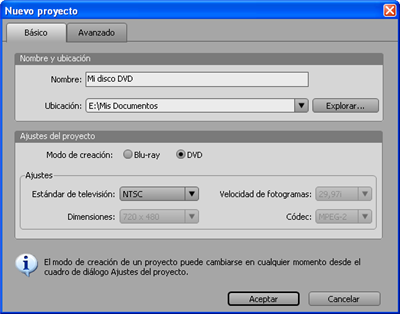 Nuevo proyecto
Básico Avanzado
Nombre y ubicación
Nombre: Mi disco DVD
Ubicación: E:\Mis Documentos Explorar...
Ajustes del proyecto
Modo de creación: Blu-ray DVD
Ajustes
Estándar de televisión: NTSC Velocidad de fotogramas: 29,97i
Dimensiones: 720 x 480 Códec: MPEG-2
El modo de creación de un proyecto puede cambiarse en cualquier momento desde el
cuadro de diálogo Ajustes del proyecto.
Aceptar Cancelar